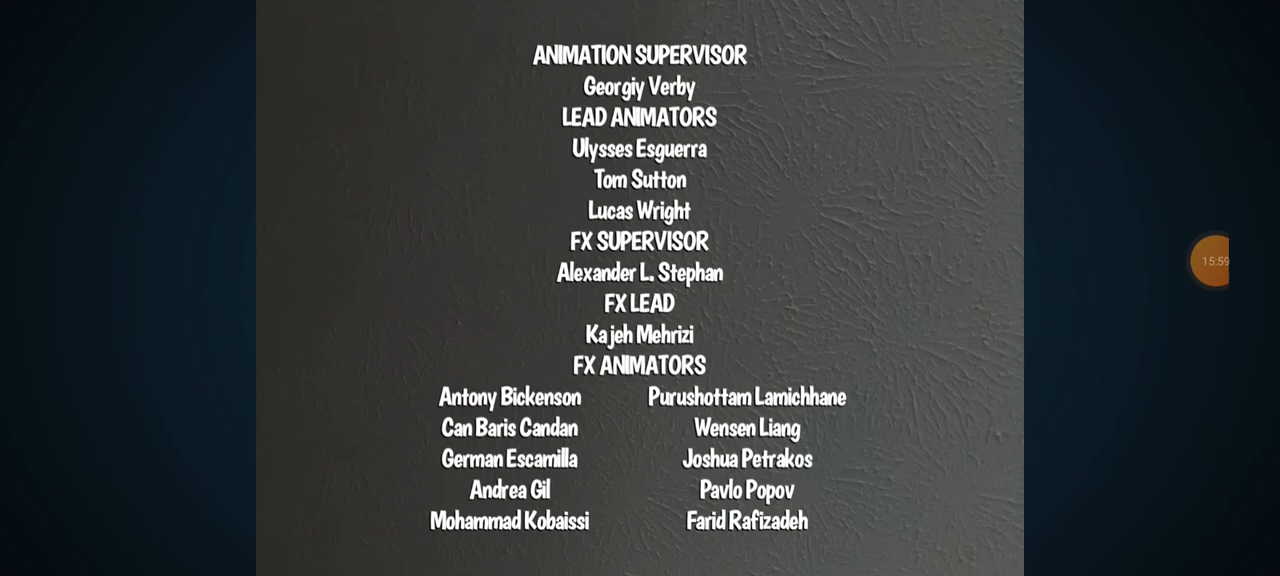 ANIMATION SUPERVISOR
Georgiy Verby
LEAD ANIMATORS
Ulysses Esguerra
Tom Sutton
Lucas Wright
FX SUPERVISOR
Alexander L. Stephan
FX LEAD
Kajeh Mehrizi
FX ANIMATORS
Antony Bickenson Purushottam Lamichhane
Can Baris Candan Wensen Liang
German Escamilla Joshua Petrakos
Andrea Gil Pavlo Popov
Mohammad Kobaissi Farid Rafizadeh
15:59